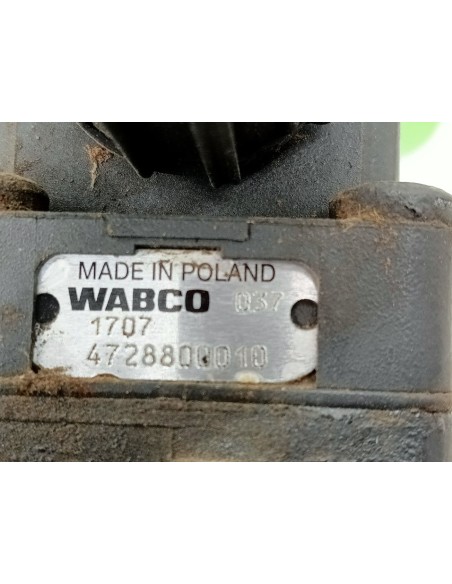 MADE IN POLAND
WABCO 037
1707
4728800010